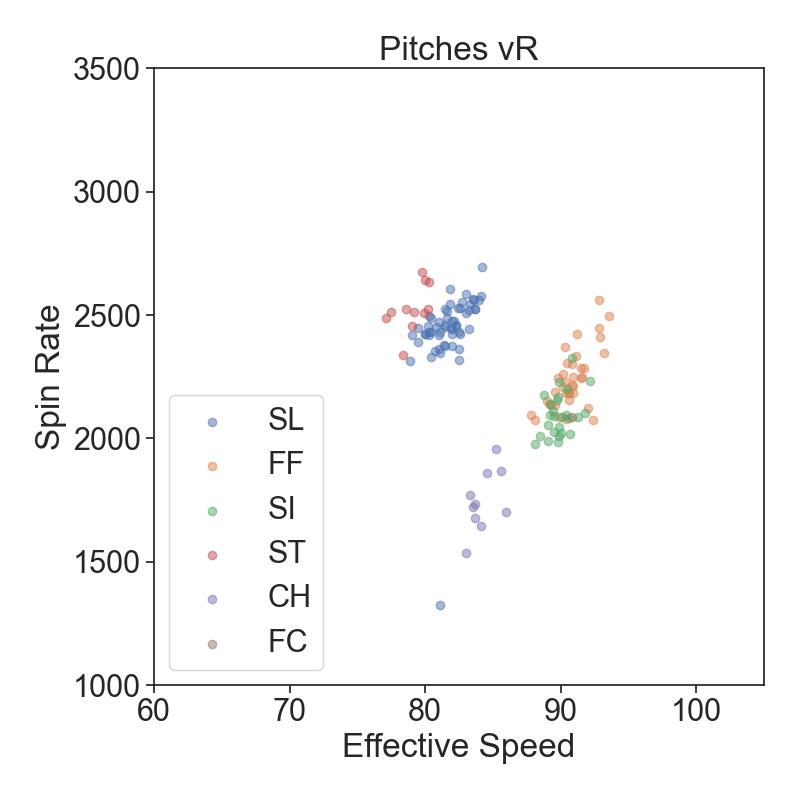 Pitches vR
3500
3000
2500
2000
1500
1000
Spin Rate
SL
FF
SI
ST
CH
FC
60 70 80 90 100
Effective Speed